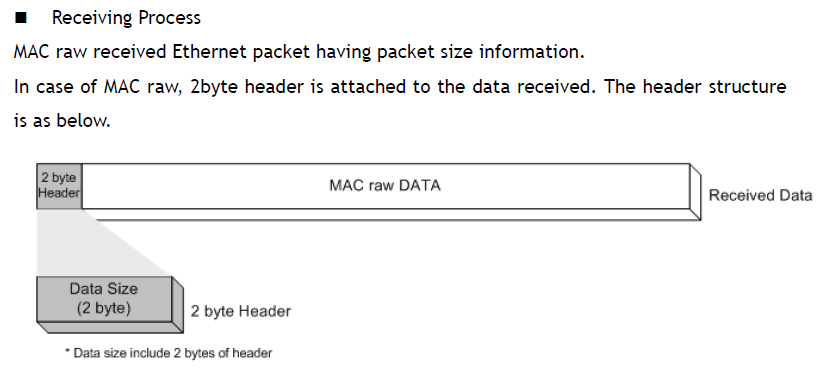 ■ Receiving Process
MAC raw received Ethernet packet having packet size information.
In case of MAC raw, 2byte header is attached to the data received. The header structure
is as below.
2 byte
Header
MAC raw DATA
Received Data
Data Size
(2 byte)
2 byte Header
* Data size include 2 bytes of header